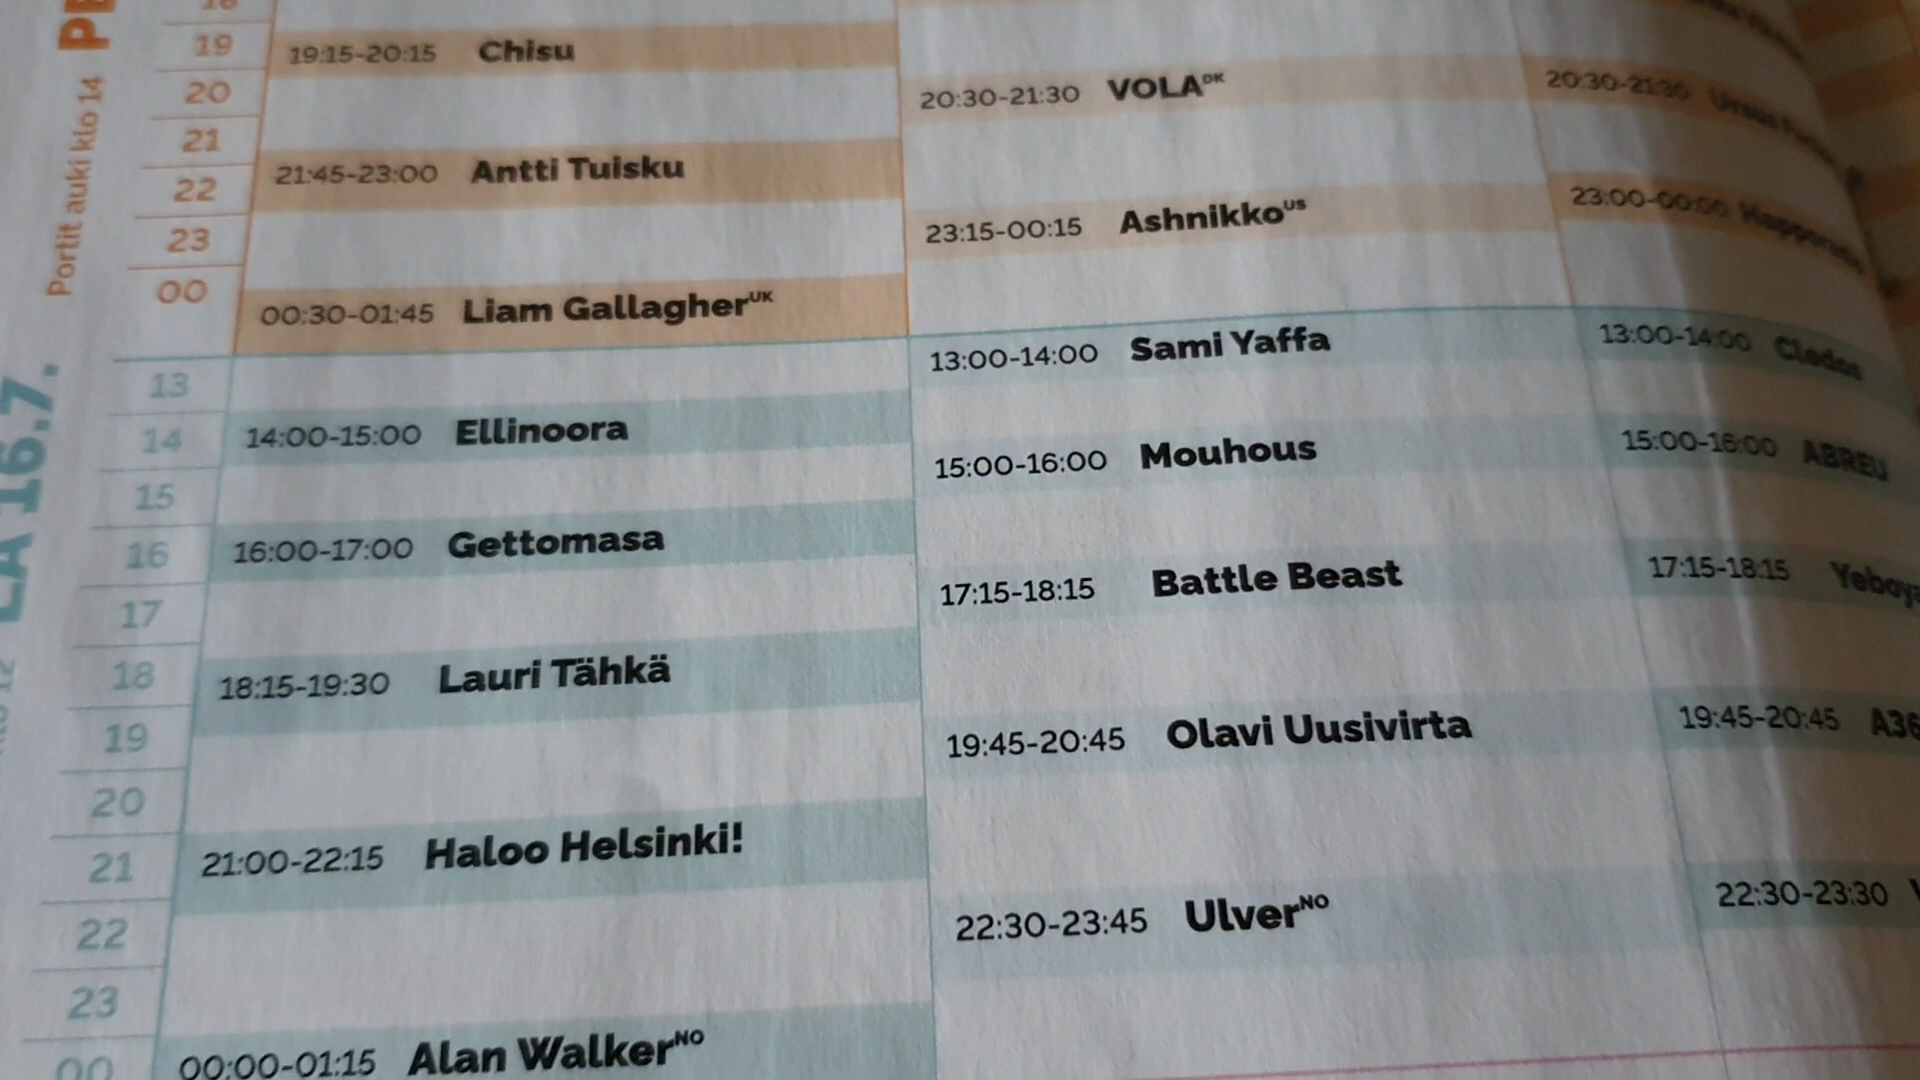 PE
Portit auki klo 14
19
20
21
22
23
00
19:15-20:15 Chisu
21:45-23:00 Antti Tuisku
00:30-01:45 Liam Gallagher UK
20:30-21:30 VOLA DK
23:15-00:15 Ashnikko US
20:30-21:30
23:00-00:00
LA 16.7.
13
14
15
16
17
18
19
20
21
22
23
00
14:00-15:00 Ellinoora
16:00-17:00 Gettomasa
18:15-19:30 Lauri Tähkä
21:00-22:15 Haloo Helsinki!
00:00-01:15 Alan Walker NO
13:00-14:00 Sami Yaffa
15:00-16:00 Mouhous
17:15-18:15 Battle Beast
19:45-20:45 Olavi Uusivirta
22:30-23:45 Ulver NO
13:00-14:00 Cledos
15:00-16:00 ABREU
17:15-18:15
19:45-20:45 A36
22:30-23:30